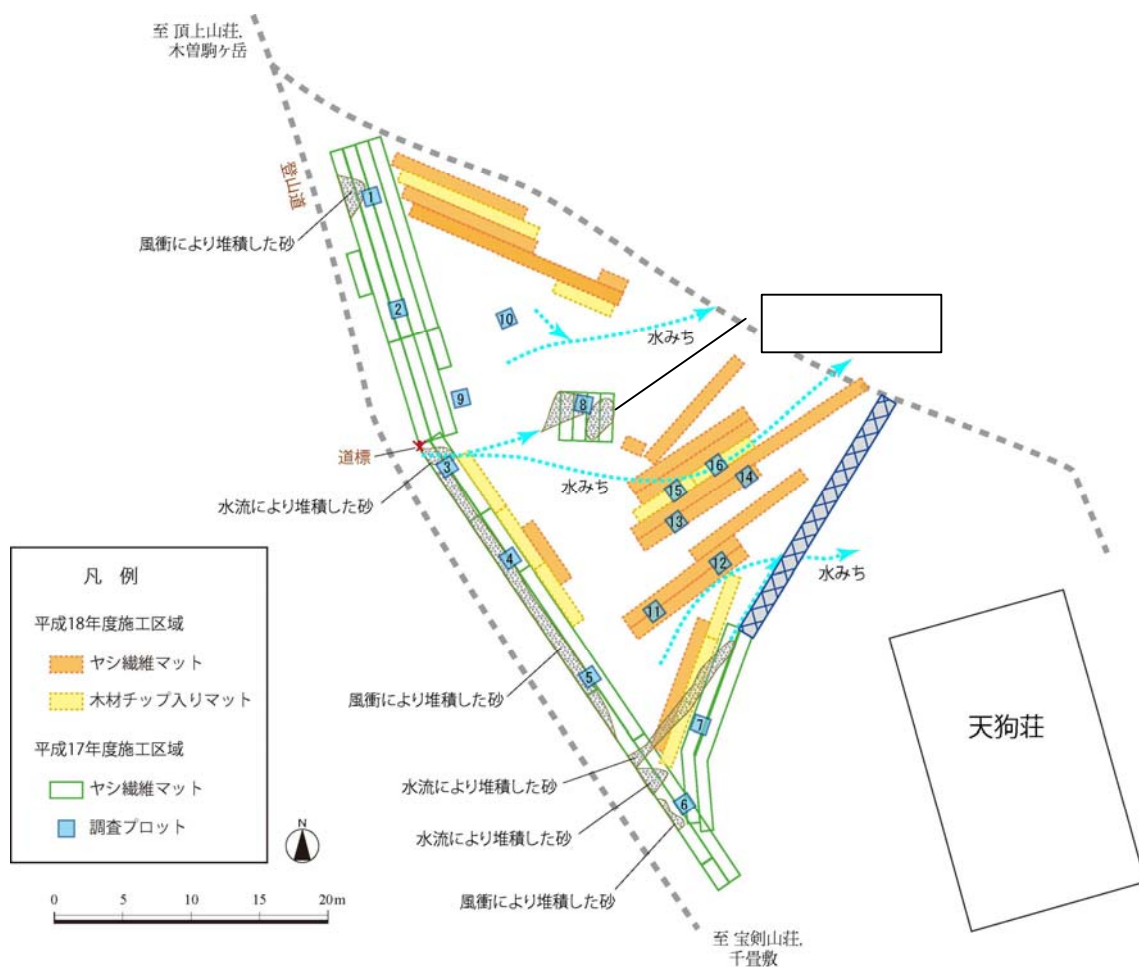 至 頂上山荘,
木曽駒ヶ岳
登山道
1
風衝により堆積した砂
2
10
水みち
9
8
道標
3
水流により堆積した砂
水みち
16
15
14
13
4
12
水みち
11
凡 例
平成18年度施工区域
ヤシ繊維マット
木材チップ入りマット
平成17年度施工区域
ヤシ繊維マット
調査プロット
N
0 5 10 15 20m
5
風衝により堆積した砂
7
天狗荘
水流により堆積した砂
6
水流により堆積した砂
風衝により堆積した砂
至 宝剣山荘,
千畳敷